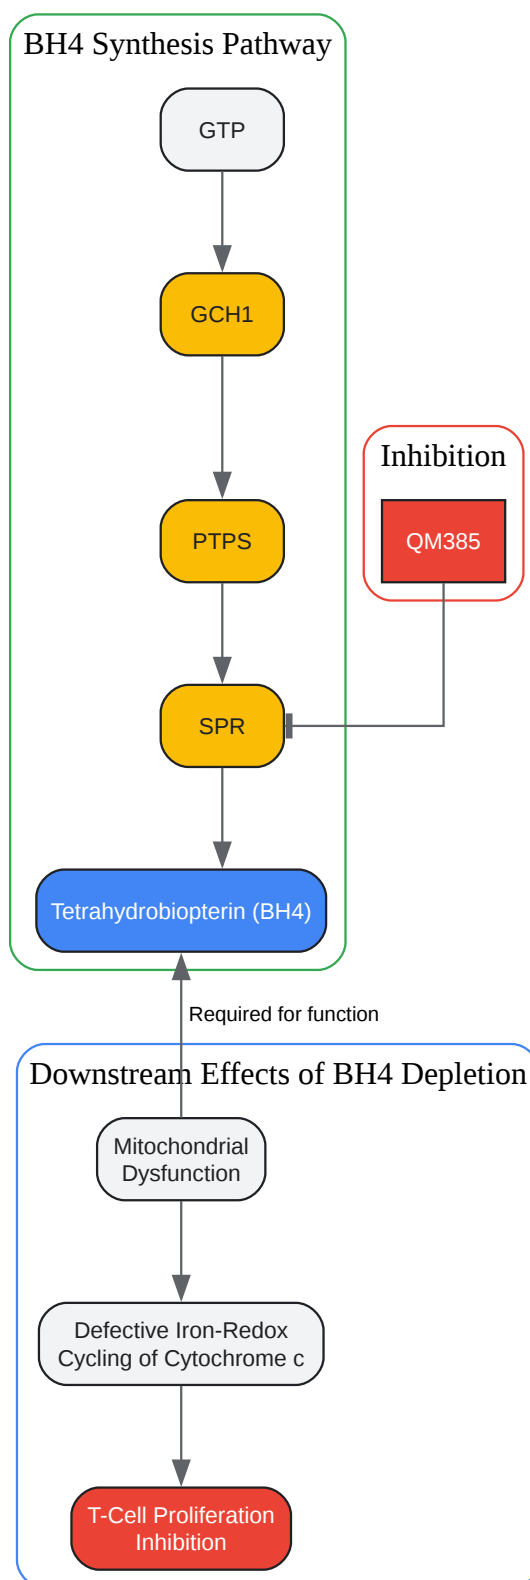 BH4 Synthesis Pathway
GTP
GCH1
Inhibition
PTPS
QM385
SPR
Tetrahydrobiopterin (BH4)
Required for function
Downstream Effects of BH4 Depletion
Mitochondrial
Dysfunction
Defective Iron-Redox
Cycling of Cytochrome c
T-Cell Proliferation
Inhibition